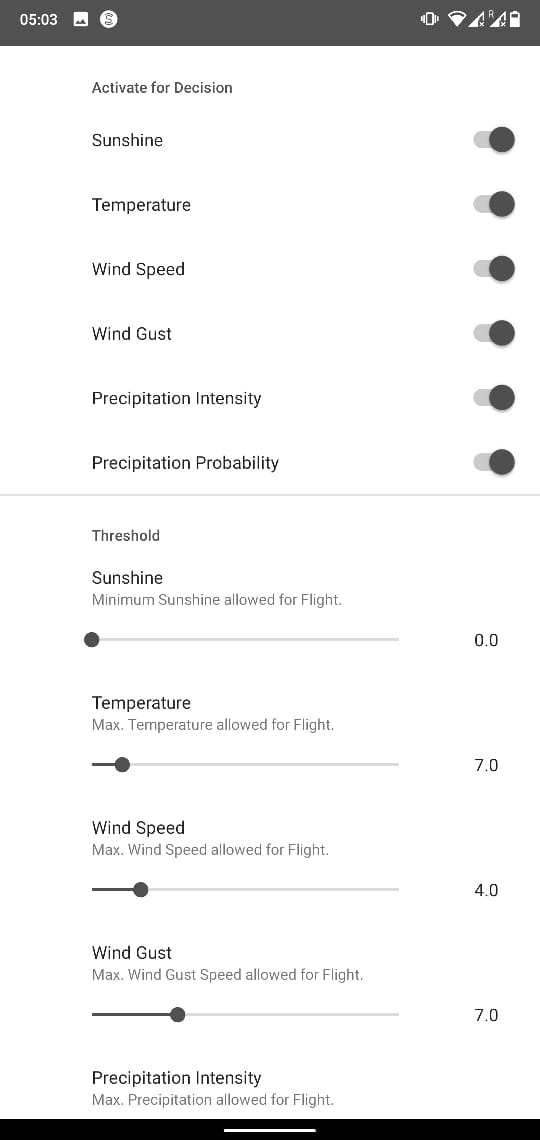 05:03
R
Activate for Decision
Sunshine
Temperature
Wind Speed
Wind Gust
Precipitation Intensity
Precipitation Probability
Threshold
Sunshine
Minimum Sunshine allowed for Flight.
0.0
Temperature
Max. Temperature allowed for Flight.
7.0
Wind Speed
Max. Wind Speed allowed for Flight.
4.0
Wind Gust
Max. Wind Gust Speed allowed for Flight.
7.0
Precipitation Intensity
Max. Precipitation allowed for Flight.